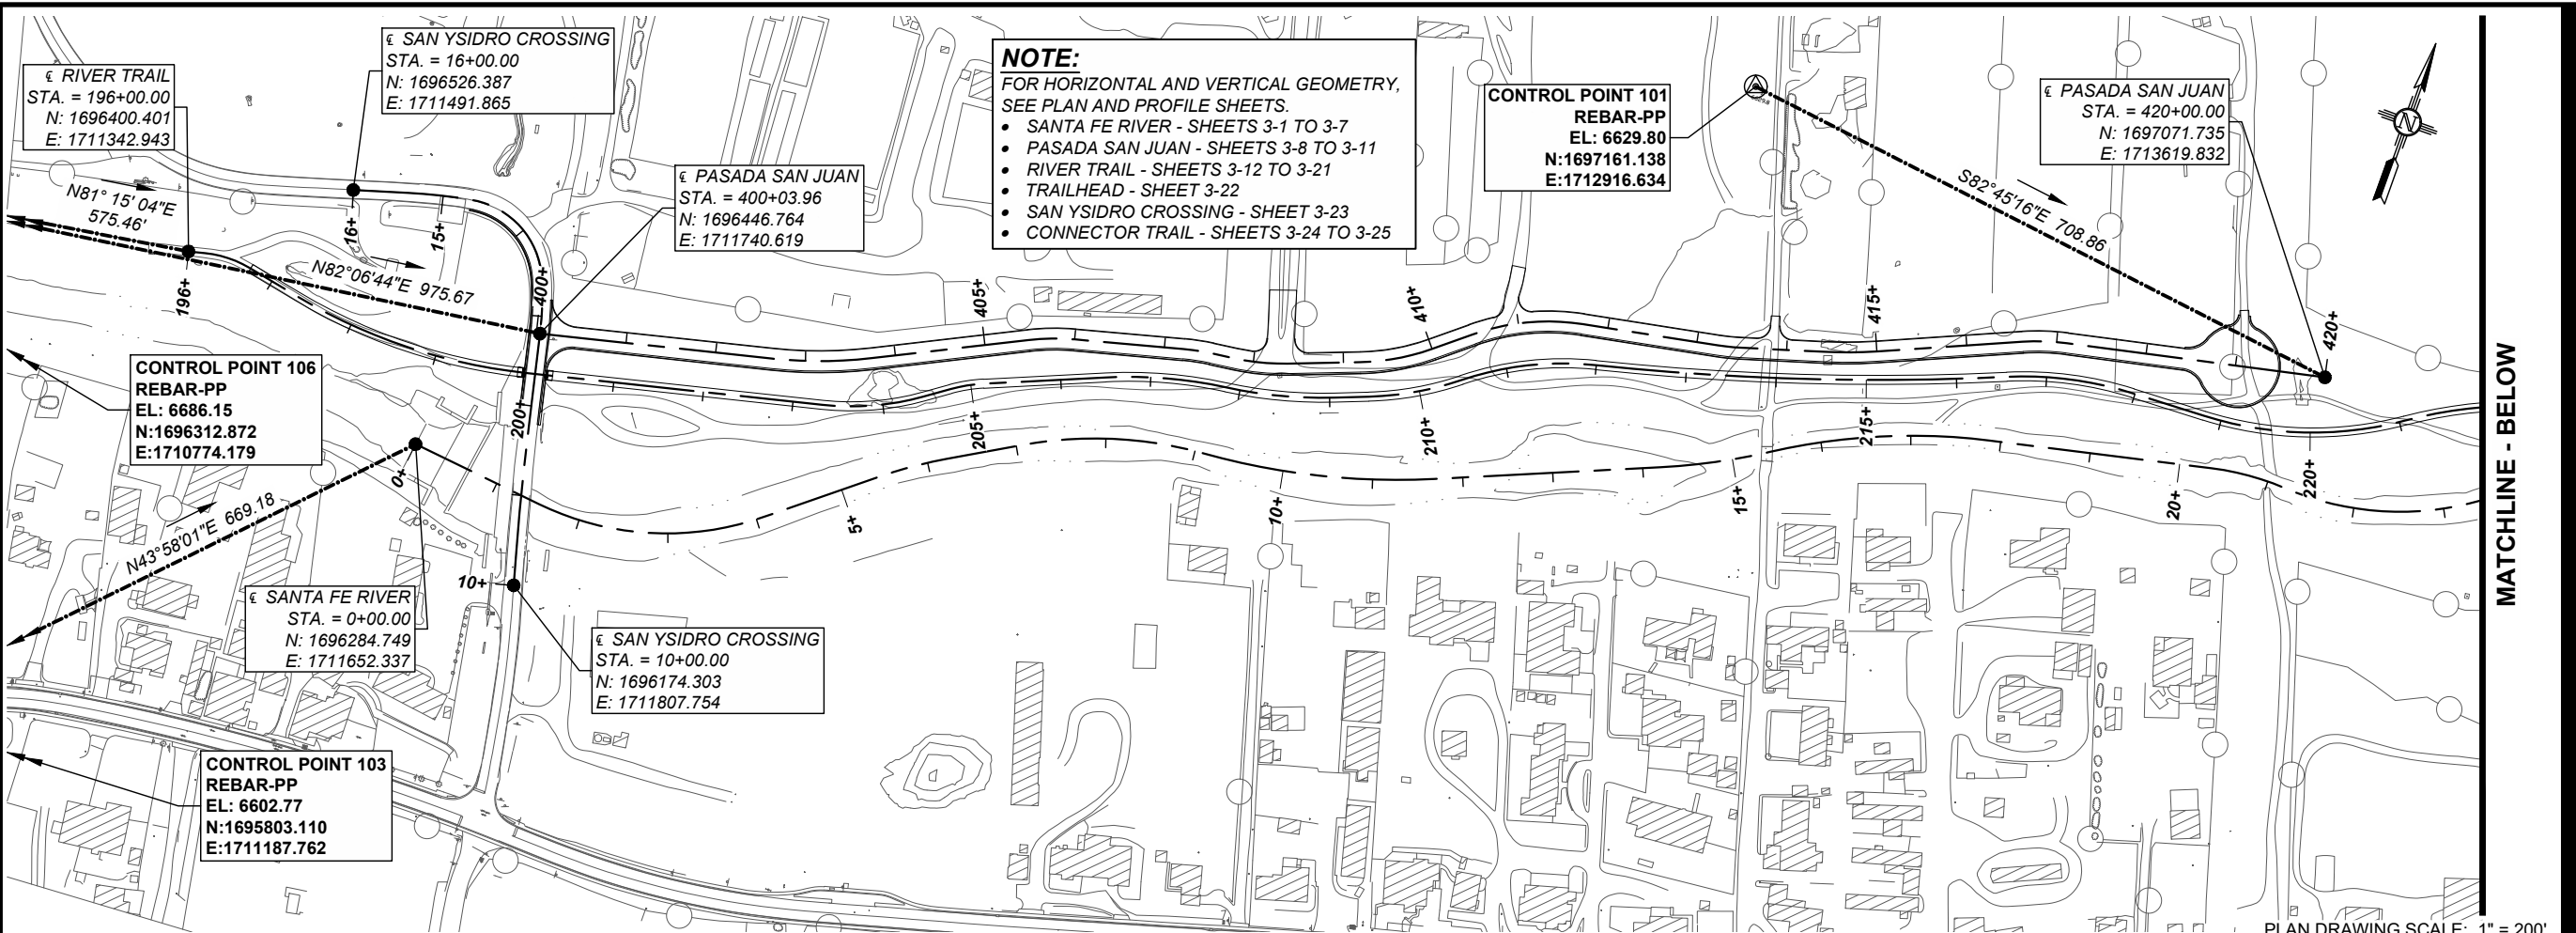 ℄ RIVER TRAIL
STA. = 196+00.00
N: 1696400.401
E: 1711342.943
℄ SAN YSIDRO CROSSING
STA. = 16+00.00
N: 1696526.387
E: 1711491.865
℄ PASADA SAN JUAN
STA. = 400+03.96
N: 1696446.764
E: 1711740.619
NOTE:
FOR HORIZONTAL AND VERTICAL GEOMETRY,
SEE PLAN AND PROFILE SHEETS.
• SANTA FE RIVER - SHEETS 3-1 TO 3-7
• PASADA SAN JUAN - SHEETS 3-8 TO 3-11
• RIVER TRAIL - SHEETS 3-12 TO 3-21
• TRAILHEAD - SHEET 3-22
• SAN YSIDRO CROSSING - SHEET 3-23
• CONNECTOR TRAIL - SHEETS 3-24 TO 3-25
CONTROL POINT 101
REBAR-PP
EL: 6629.80
N:1697161.138
E:1712916.634
℄ PASADA SAN JUAN
STA. = 420+00.00
N: 1697071.735
E: 1713619.832
N
N81° 15' 04"E
575.46'
N82°06'44"E 975.67
S82°45'16"E 708.86
16+
15+
196+
400+
405+
410+
415+
420+
200+
205+
210+
215+
220+
0+
5+
10+
15+
20+
10+
CONTROL POINT 106
REBAR-PP
EL: 6686.15
N:1696312.872
E:1710774.179
N43°58'01"E 669.18
℄ SANTA FE RIVER
STA. = 0+00.00
N: 1696284.749
E: 1711652.337
℄ SAN YSIDRO CROSSING
STA. = 10+00.00
N: 1696174.303
E: 1711807.754
CONTROL POINT 103
REBAR-PP
EL: 6602.77
N:1695803.110
E:1711187.762
MATCHLINE - BELOW
PLAN DRAWING SCALE: 1" = 200'